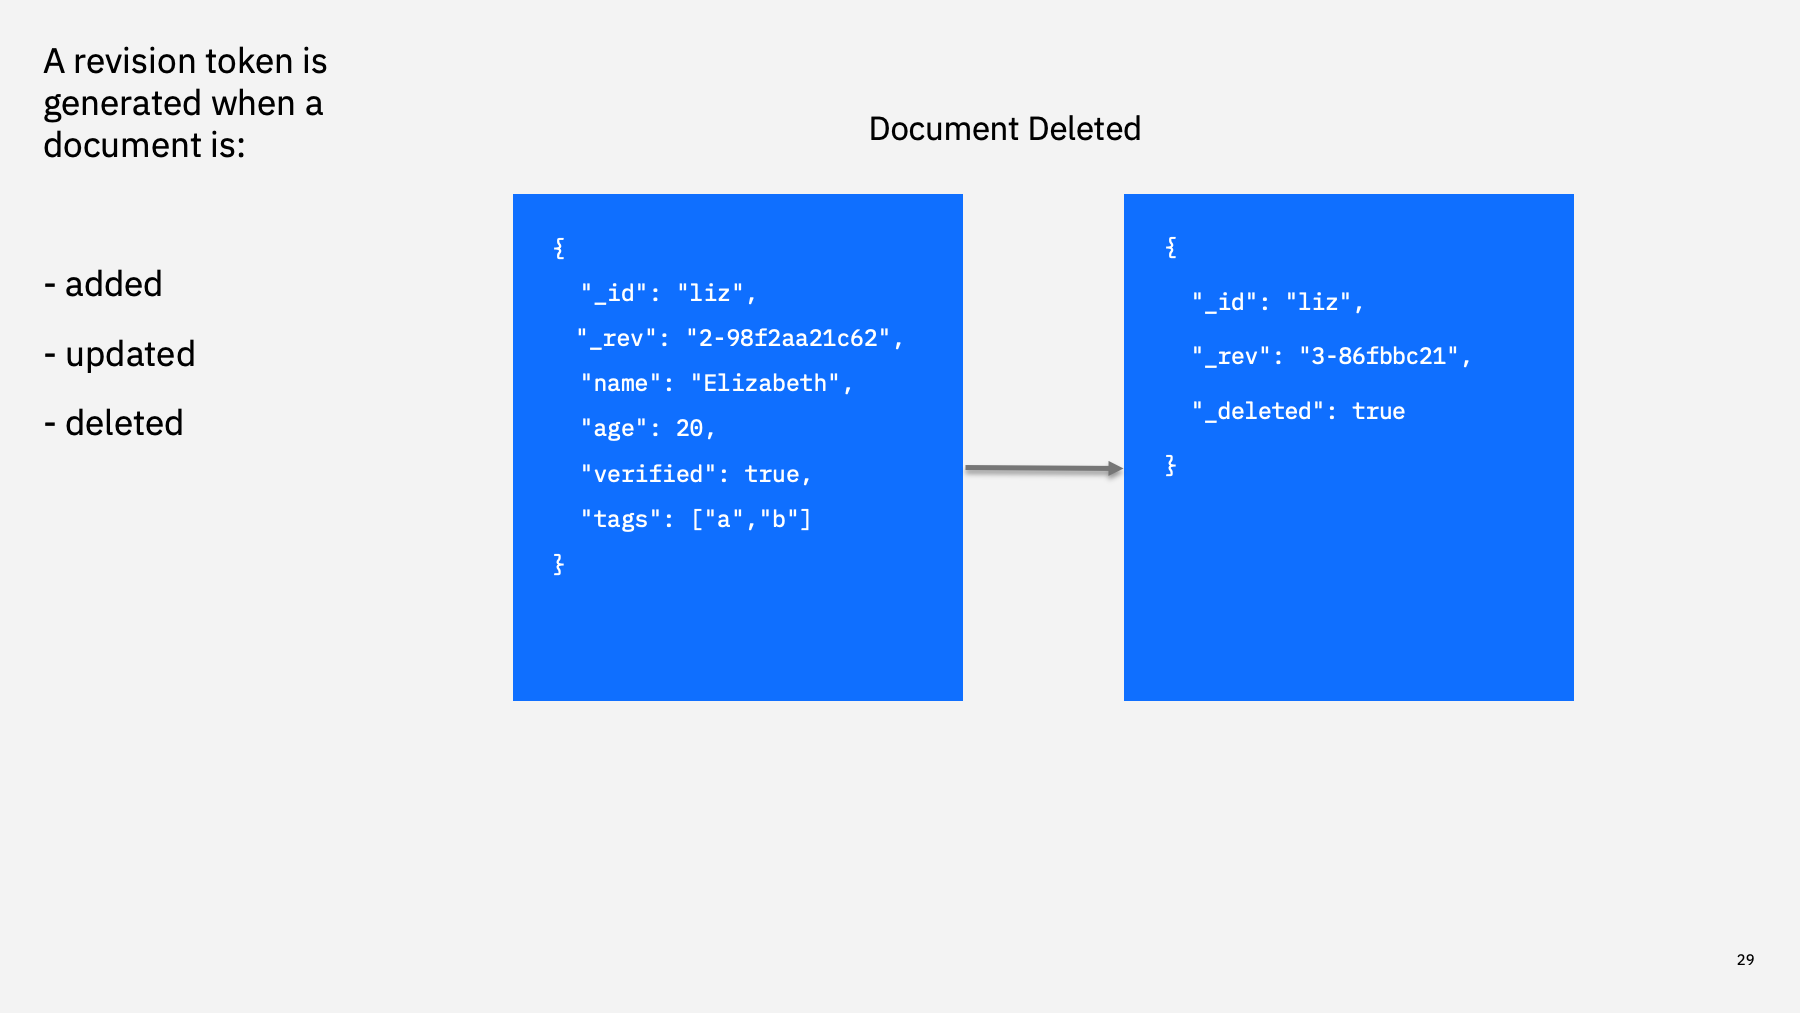 A revision token is
generated when a
document is:
- added
- updated
- deleted
Document Deleted
{
"_id": "liz",
"_rev": "2-98f2aa21c62",
"name": "Elizabeth",
"age": 20,
"verified": true,
"tags": ["a","b"]
}
{
"_id": "liz",
"_rev": "3-86fbbc21",
"_deleted": true
}
29